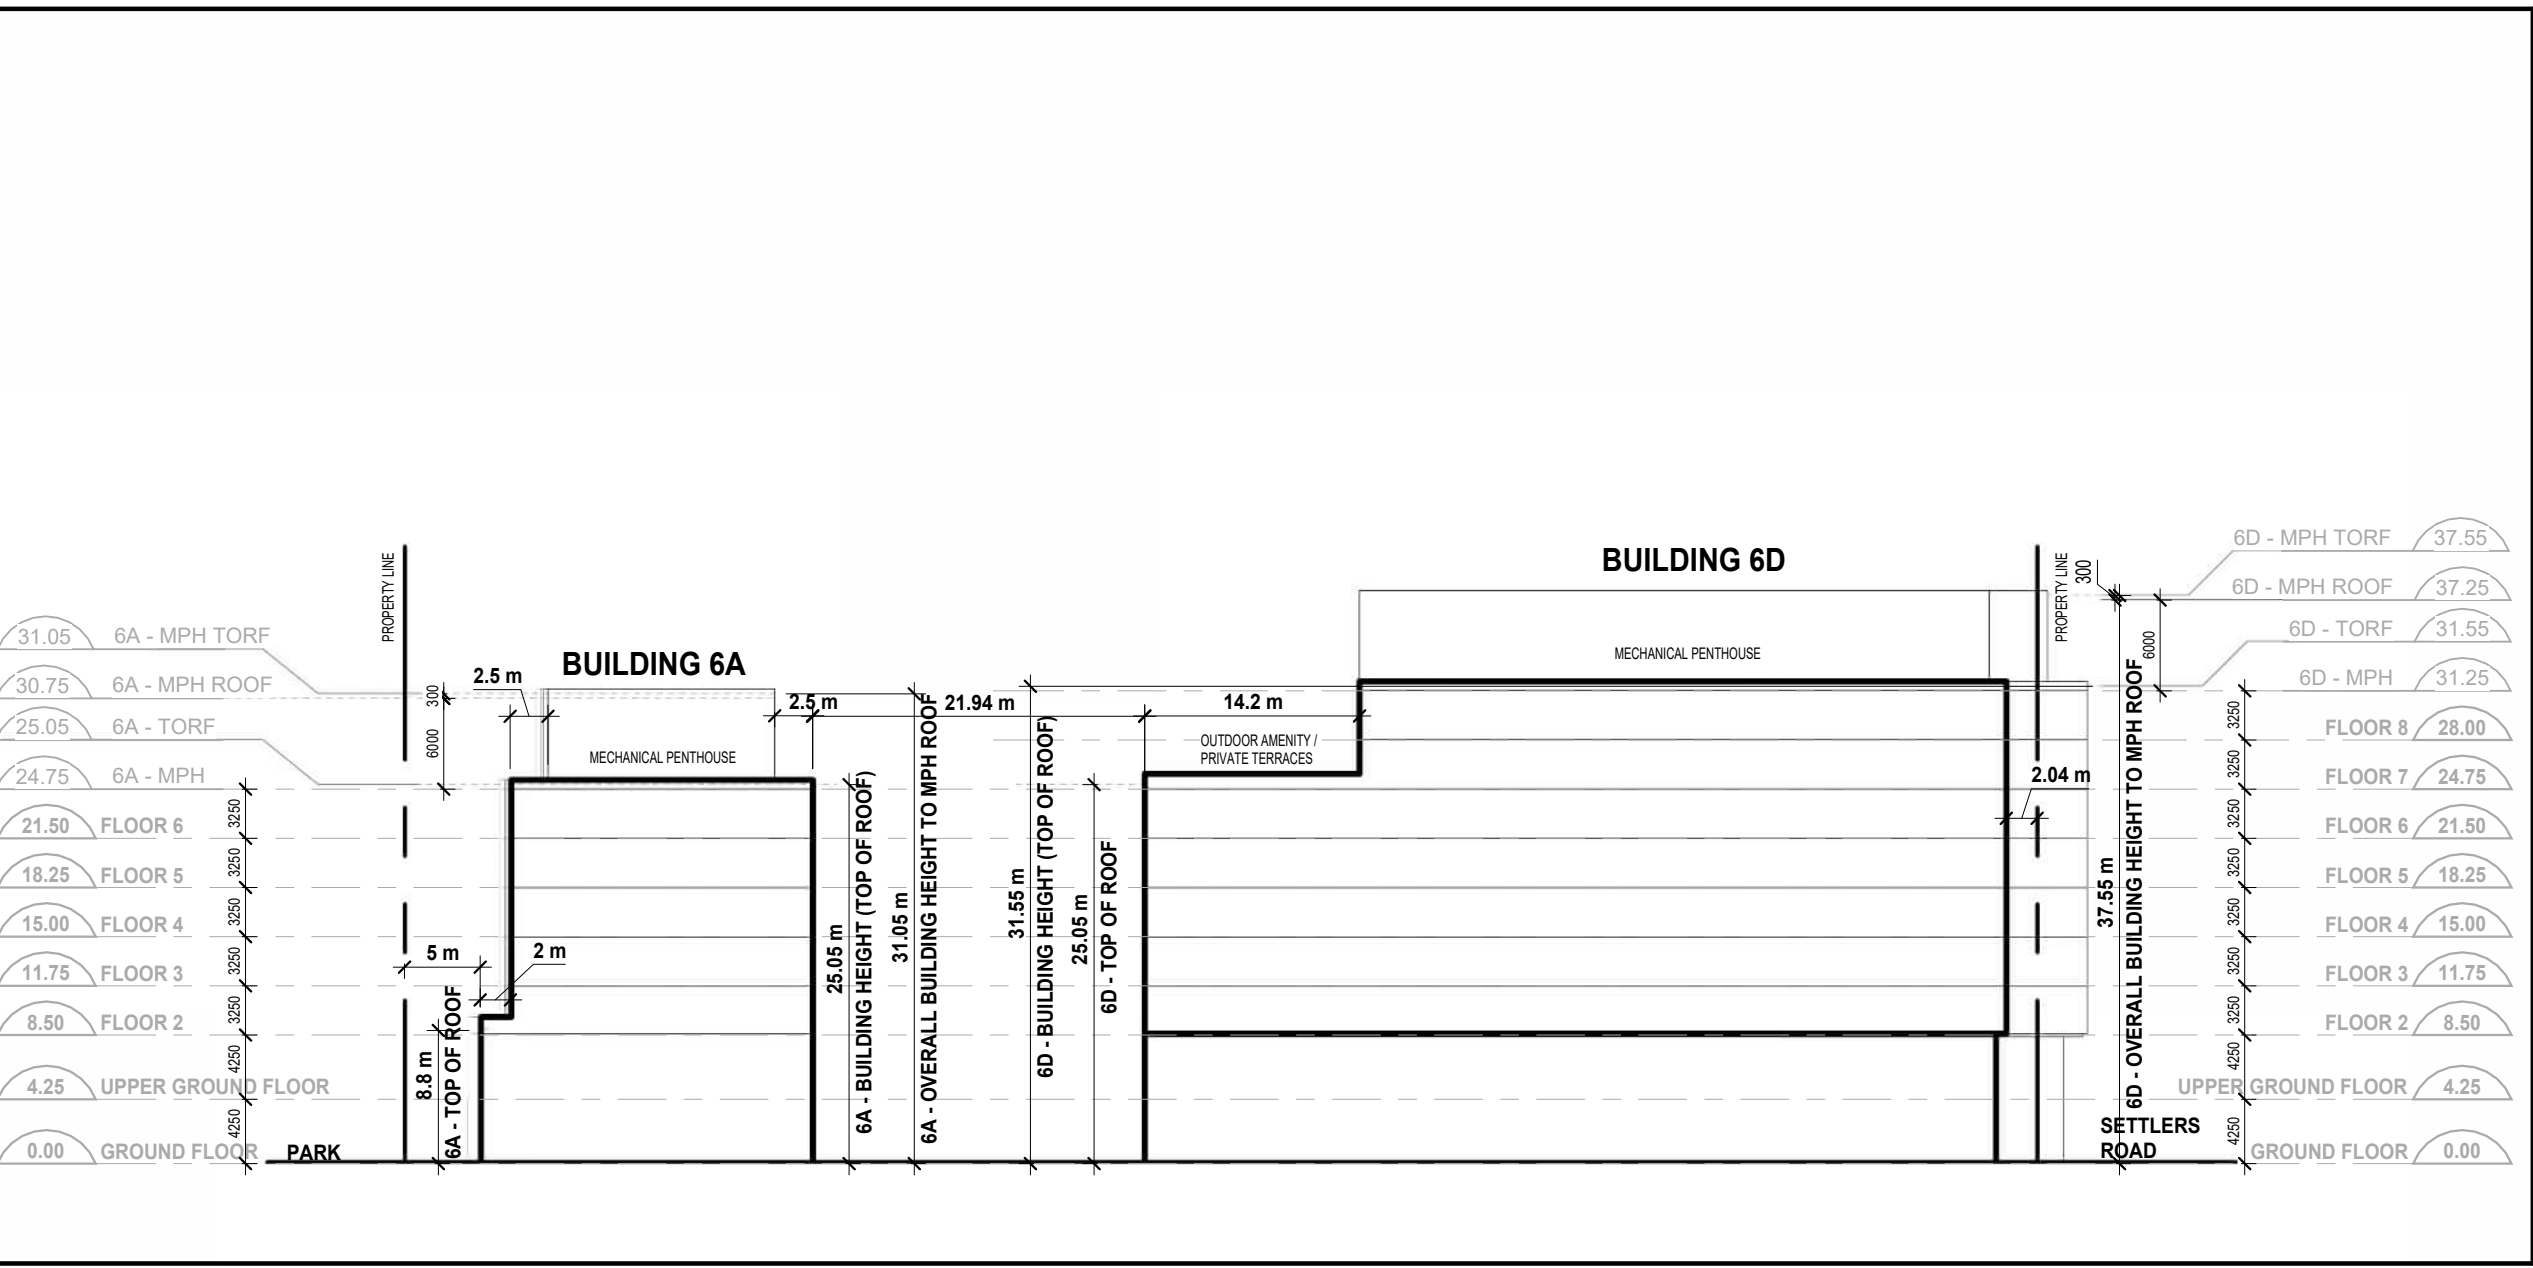 BUILDING 6A
BUILDING 6D
PROPERTY LINE
PROPERTY LINE
MECHANICAL PENTHOUSE
MECHANICAL PENTHOUSE
OUTDOOR AMENITY /
PRIVATE TERRACES
31.05 6A - MPH TORF
30.75 6A - MPH ROOF
25.05 6A - TORF
24.75 6A - MPH
21.50 FLOOR 6
18.25 FLOOR 5
15.00 FLOOR 4
11.75 FLOOR 3
8.50 FLOOR 2
4.25 UPPER GROUND FLOOR
0.00 GROUND FLOOR
PARK
300
6000
3250
3250
3250
3250
3250
4250
4250
2.5 m
2.5 m
21.94 m
14.2 m
5 m
2 m
2.04 m
8.8 m
6A - TOP OF ROOF
25.05 m
6A - BUILDING HEIGHT (TOP OF ROOF)
31.05 m
6A - OVERALL BUILDING HEIGHT TO MPH ROOF
31.55 m
6D - BUILDING HEIGHT (TOP OF ROOF)
25.05 m
6D - TOP OF ROOF
37.55 m
6D - OVERALL BUILDING HEIGHT TO MPH ROOF
SETTLERS
ROAD
300
6000
3250
3250
3250
3250
3250
3250
3250
4250
4250
6D - MPH TORF 37.55
6D - MPH ROOF 37.25
6D - TORF 31.55
6D - MPH 31.25
FLOOR 8 28.00
FLOOR 7 24.75
FLOOR 6 21.50
FLOOR 5 18.25
FLOOR 4 15.00
FLOOR 3 11.75
FLOOR 2 8.50
UPPER GROUND FLOOR 4.25
GROUND FLOOR 0.00